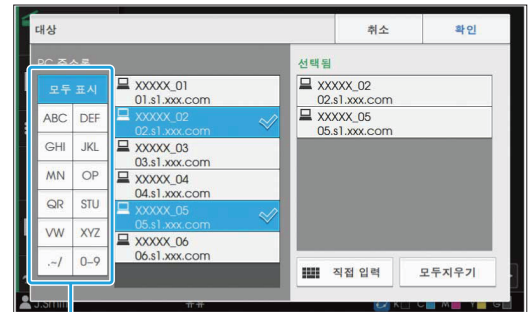 대상
취소
확인
PC 주소록
선택됨
모두 표시
ABC DEF
GHI JKL
MN OP
QR STU
VW XYZ
.~/ 0-9
XXXXX_01
01.s1.xxx.com
XXXXX_02
02.s1.xxx.com
XXXXX_03
03.s1.xxx.com
XXXXX_04
04.s1.xxx.com
XXXXX_05
05.s1.xxx.com
XXXXX_06
06.s1.xxx.com
XXXXX_02
02.s1.xxx.com
XXXXX_05
05.s1.xxx.com
직접 입력
모두지우기
J.Smith
K C M Y G